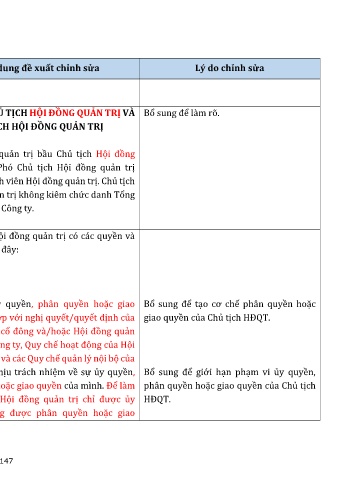 dung đề xuất chỉnh sửa
Lý do chỉnh sửa
Ủ TỊCH HỘI ĐỒNG QUẢN TRỊ VÀ
CH HỘI ĐỒNG QUẢN TRỊ
quản trị bầu Chủ tịch Hội đồng
Phó Chủ tịch Hội đồng quản trị
h viên Hội đồng quản trị. Chủ tịch
n trị không kiêm chức danh Tổng
Công ty.
Bổ sung để làm rõ.
ội đồng quản trị có các quyền và
đây:
y quyền, phân quyền hoặc giao
ợp với nghị quyết/quyết định của
cổ đông và/hoặc Hội đồng quản
ng ty, Quy chế hoạt động của Hội
và các Quy chế quản lý nội bộ của
hịu trách nhiệm về sự ủy quyền,
oặc giao quyền của mình. Để làm
Hội đồng quản trị chỉ được ủy
g được phân quyền hoặc giao
Bổ sung để tạo cơ chế phân quyền hoặc
giao quyền của Chủ tịch HĐQT.
Bổ sung để giới hạn phạm vi ủy quyền,
phân quyền hoặc giao quyền của Chủ tịch
HĐQT.
147